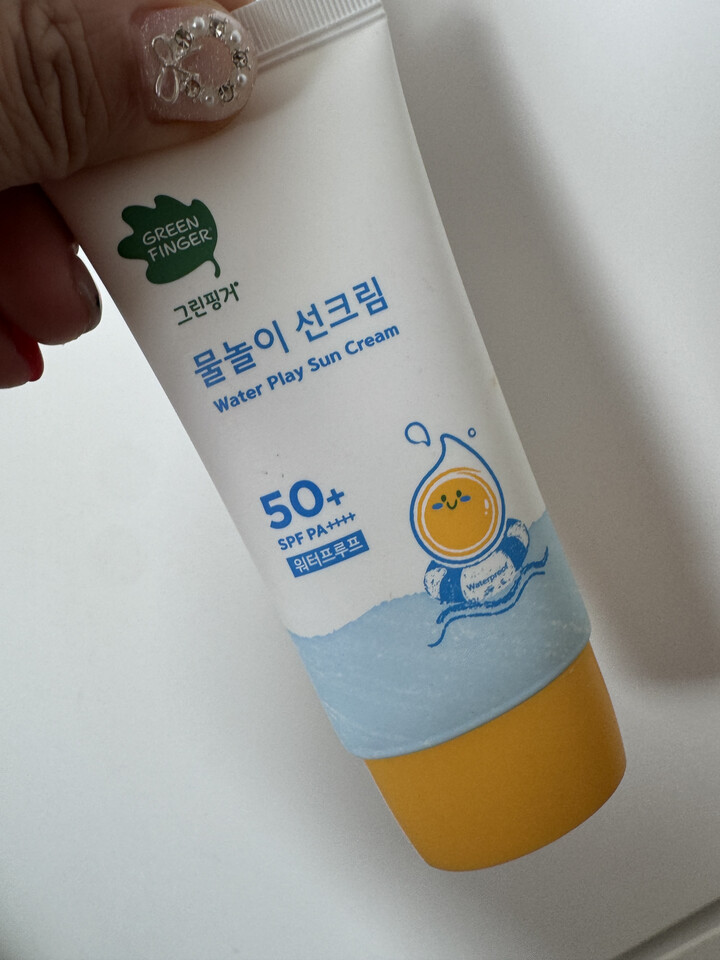 GREEN
FINGER
그린핑거
물놀이 선크림
Water Play Sun Cream
50+
SPF PA++++
워터프루프
Waterproof